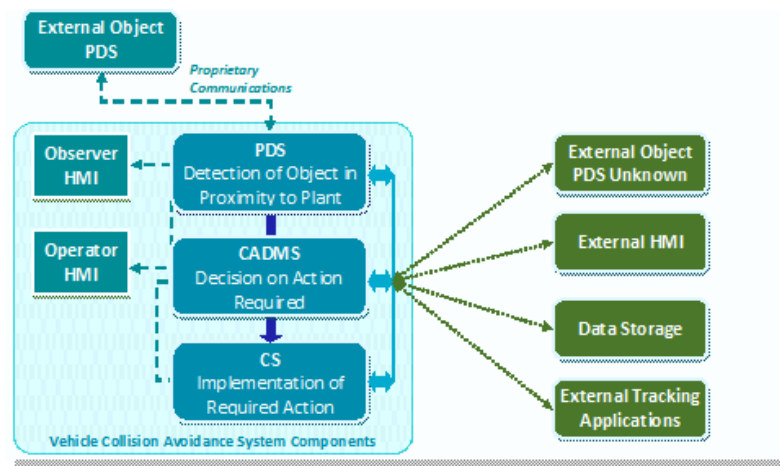 External Object
PDS
Proprietary
Communications
Observer
HMI
PDS
Detection of Object in
Proximity to Plant
Operator
HMI
CADMS
Decision on Action
Required
CS
Implementation of
Required Action
Vehicle Collision Avoidance System Components
External Object
PDS Unknown
External HMI
Data Storage
External Tracking
Applications